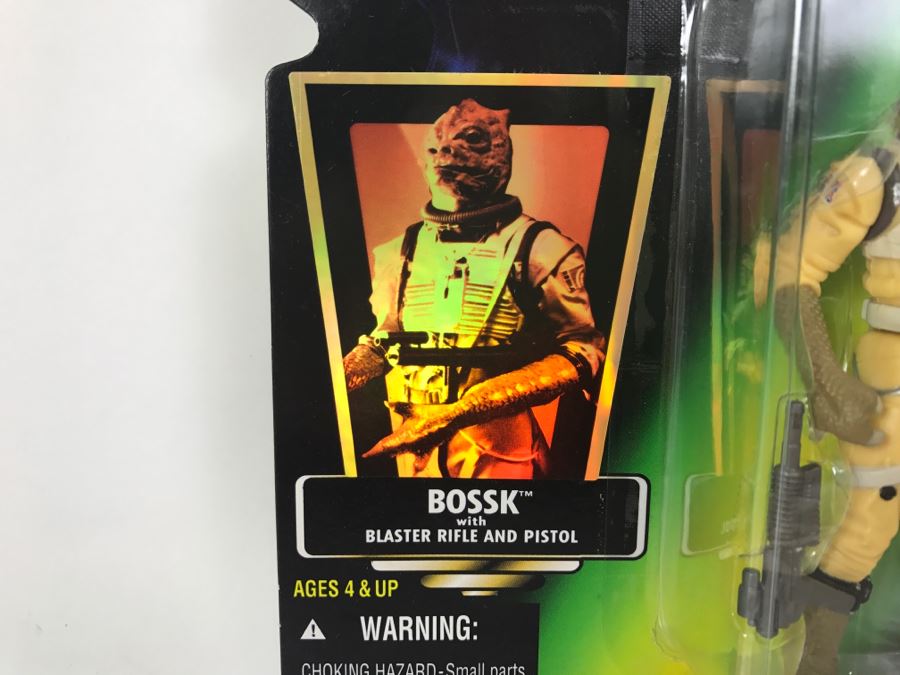 BOSSK™
with
BLASTER RIFLE AND PISTOL
AGES 4 & UP
WARNING:
CHOKING HAZARD-Small parts